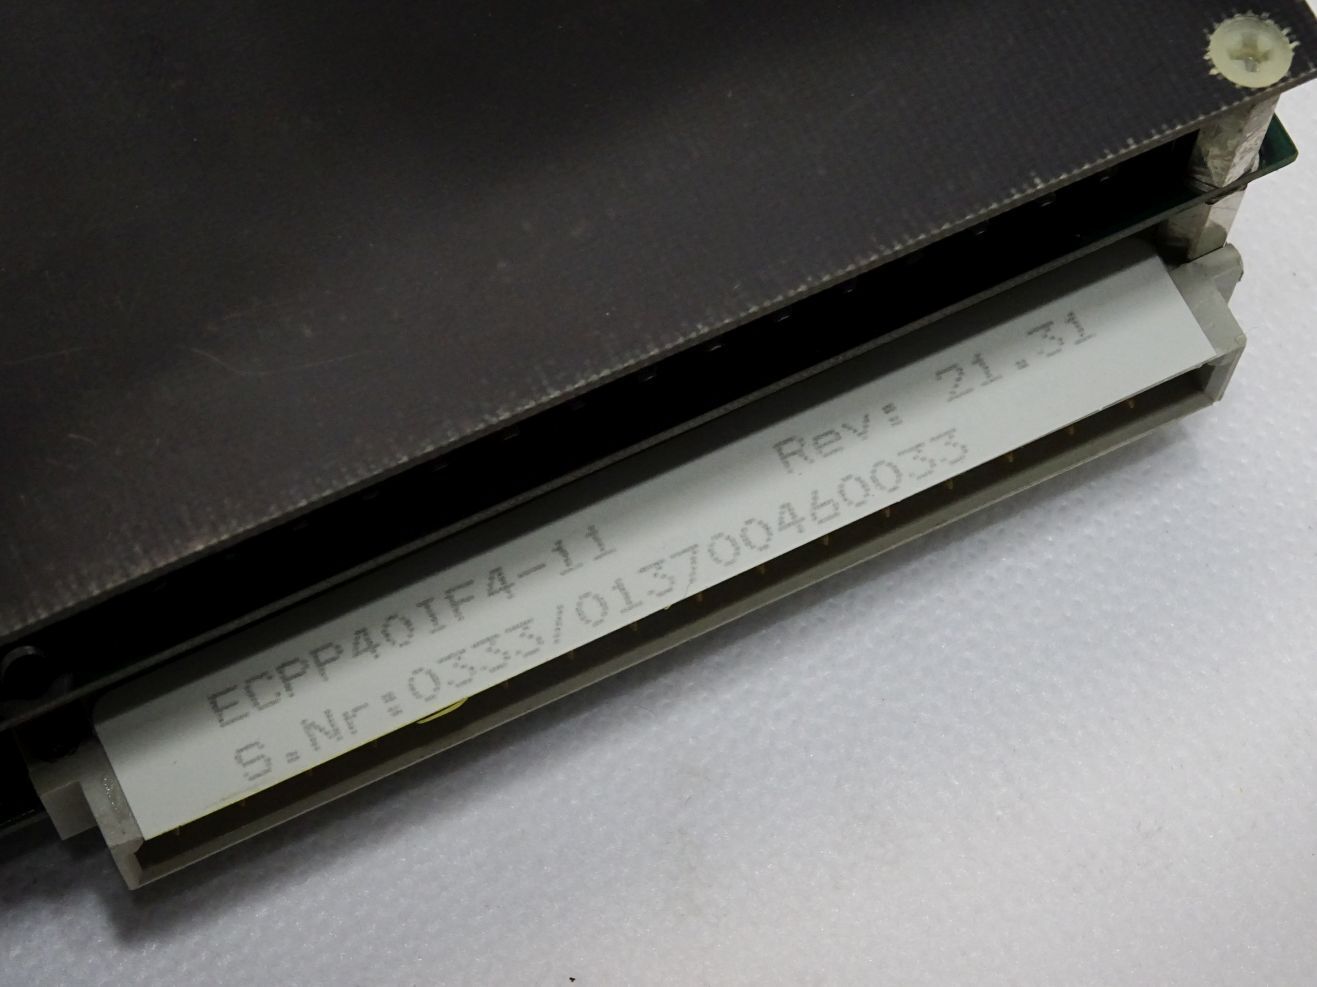 ECPP40IF4-11 Rev: 21.31
S.Nr:0333/013700460033